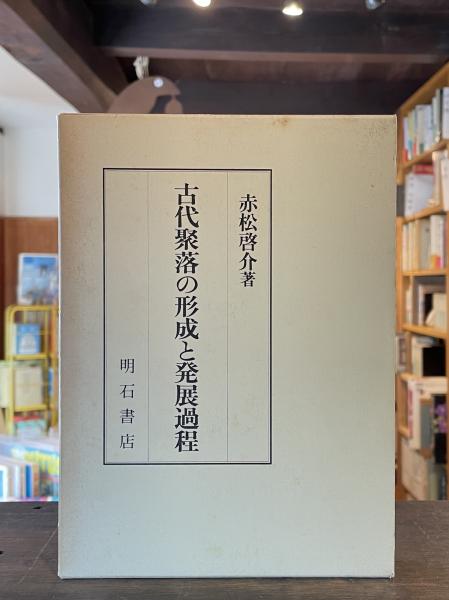 赤松啓介著
古代聚落の形成と発展過程
明石書店